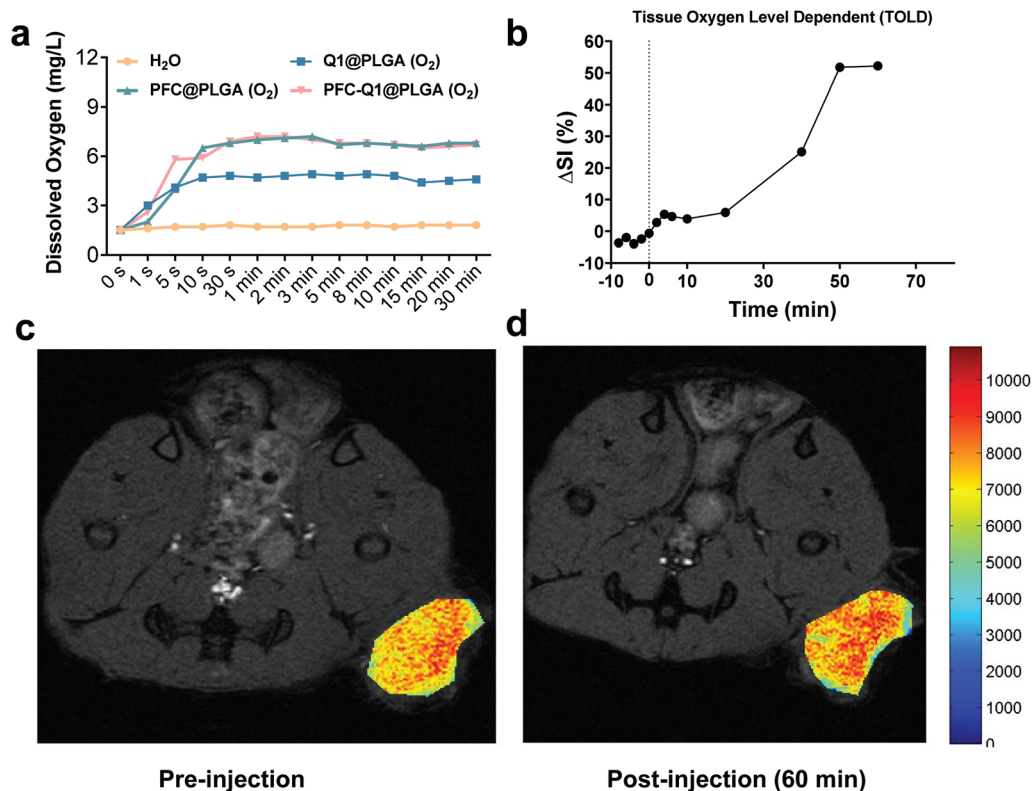 a
Dissolved Oxygen (mg/L)
12
9
6
3
0
H2O
Q1@PLGA (O2)
PFC@PLGA (O2)
PFC-Q1@PLGA (O2)
0 s
1 s
5 s
10 s
30 s
1 min
2 min
3 min
5 min
8 min
10 min
15 min
20 min
30 min
b
Tissue Oxygen Level Dependent (TOLD)
ΔSI (%)
60
50
40
30
20
10
0
-10
-10 0 10 30 50 70
Time (min)
c
d
10000
9000
8000
7000
6000
5000
4000
3000
2000
1000
0
Pre-injection
Post-injection (60 min)